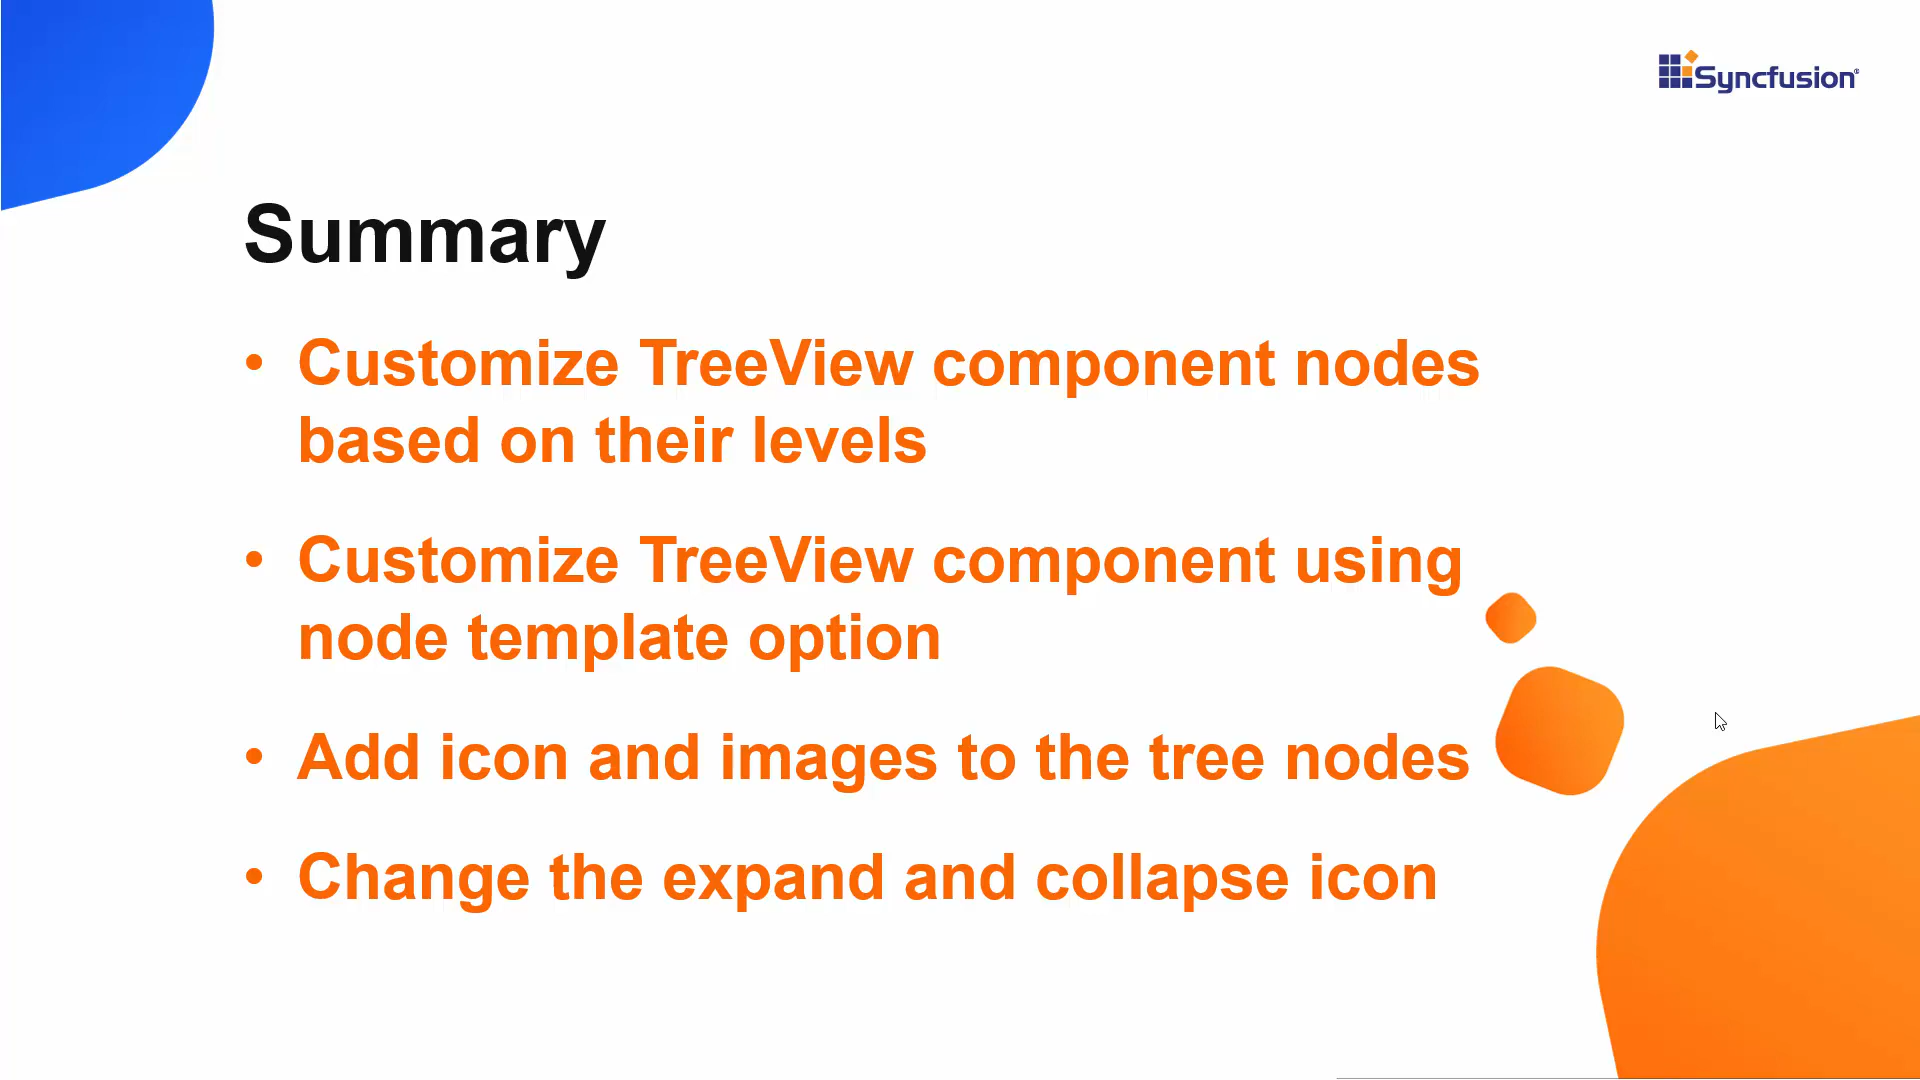 Syncfusion®
Summary
• Customize TreeView component nodes
based on their levels
• Customize TreeView component using
node template option
• Add icon and images to the tree nodes
• Change the expand and collapse icon